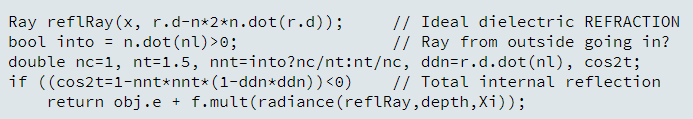 Ray reflRay(x, r.d-n*2*n.dot(r.d));     // Ideal dielectric REFRACTION
bool into = n.dot(nl)>0;                // Ray from outside going in?
double nc=1, nt=1.5, nnt=into?nc/nt:nt/nc, ddn=r.d.dot(nl), cos2t;
if ((cos2t=1-nnt*nnt*(1-ddn*ddn))<0)    // Total internal reflection
    return obj.e + f.mult(radiance(reflRay,depth,Xi));